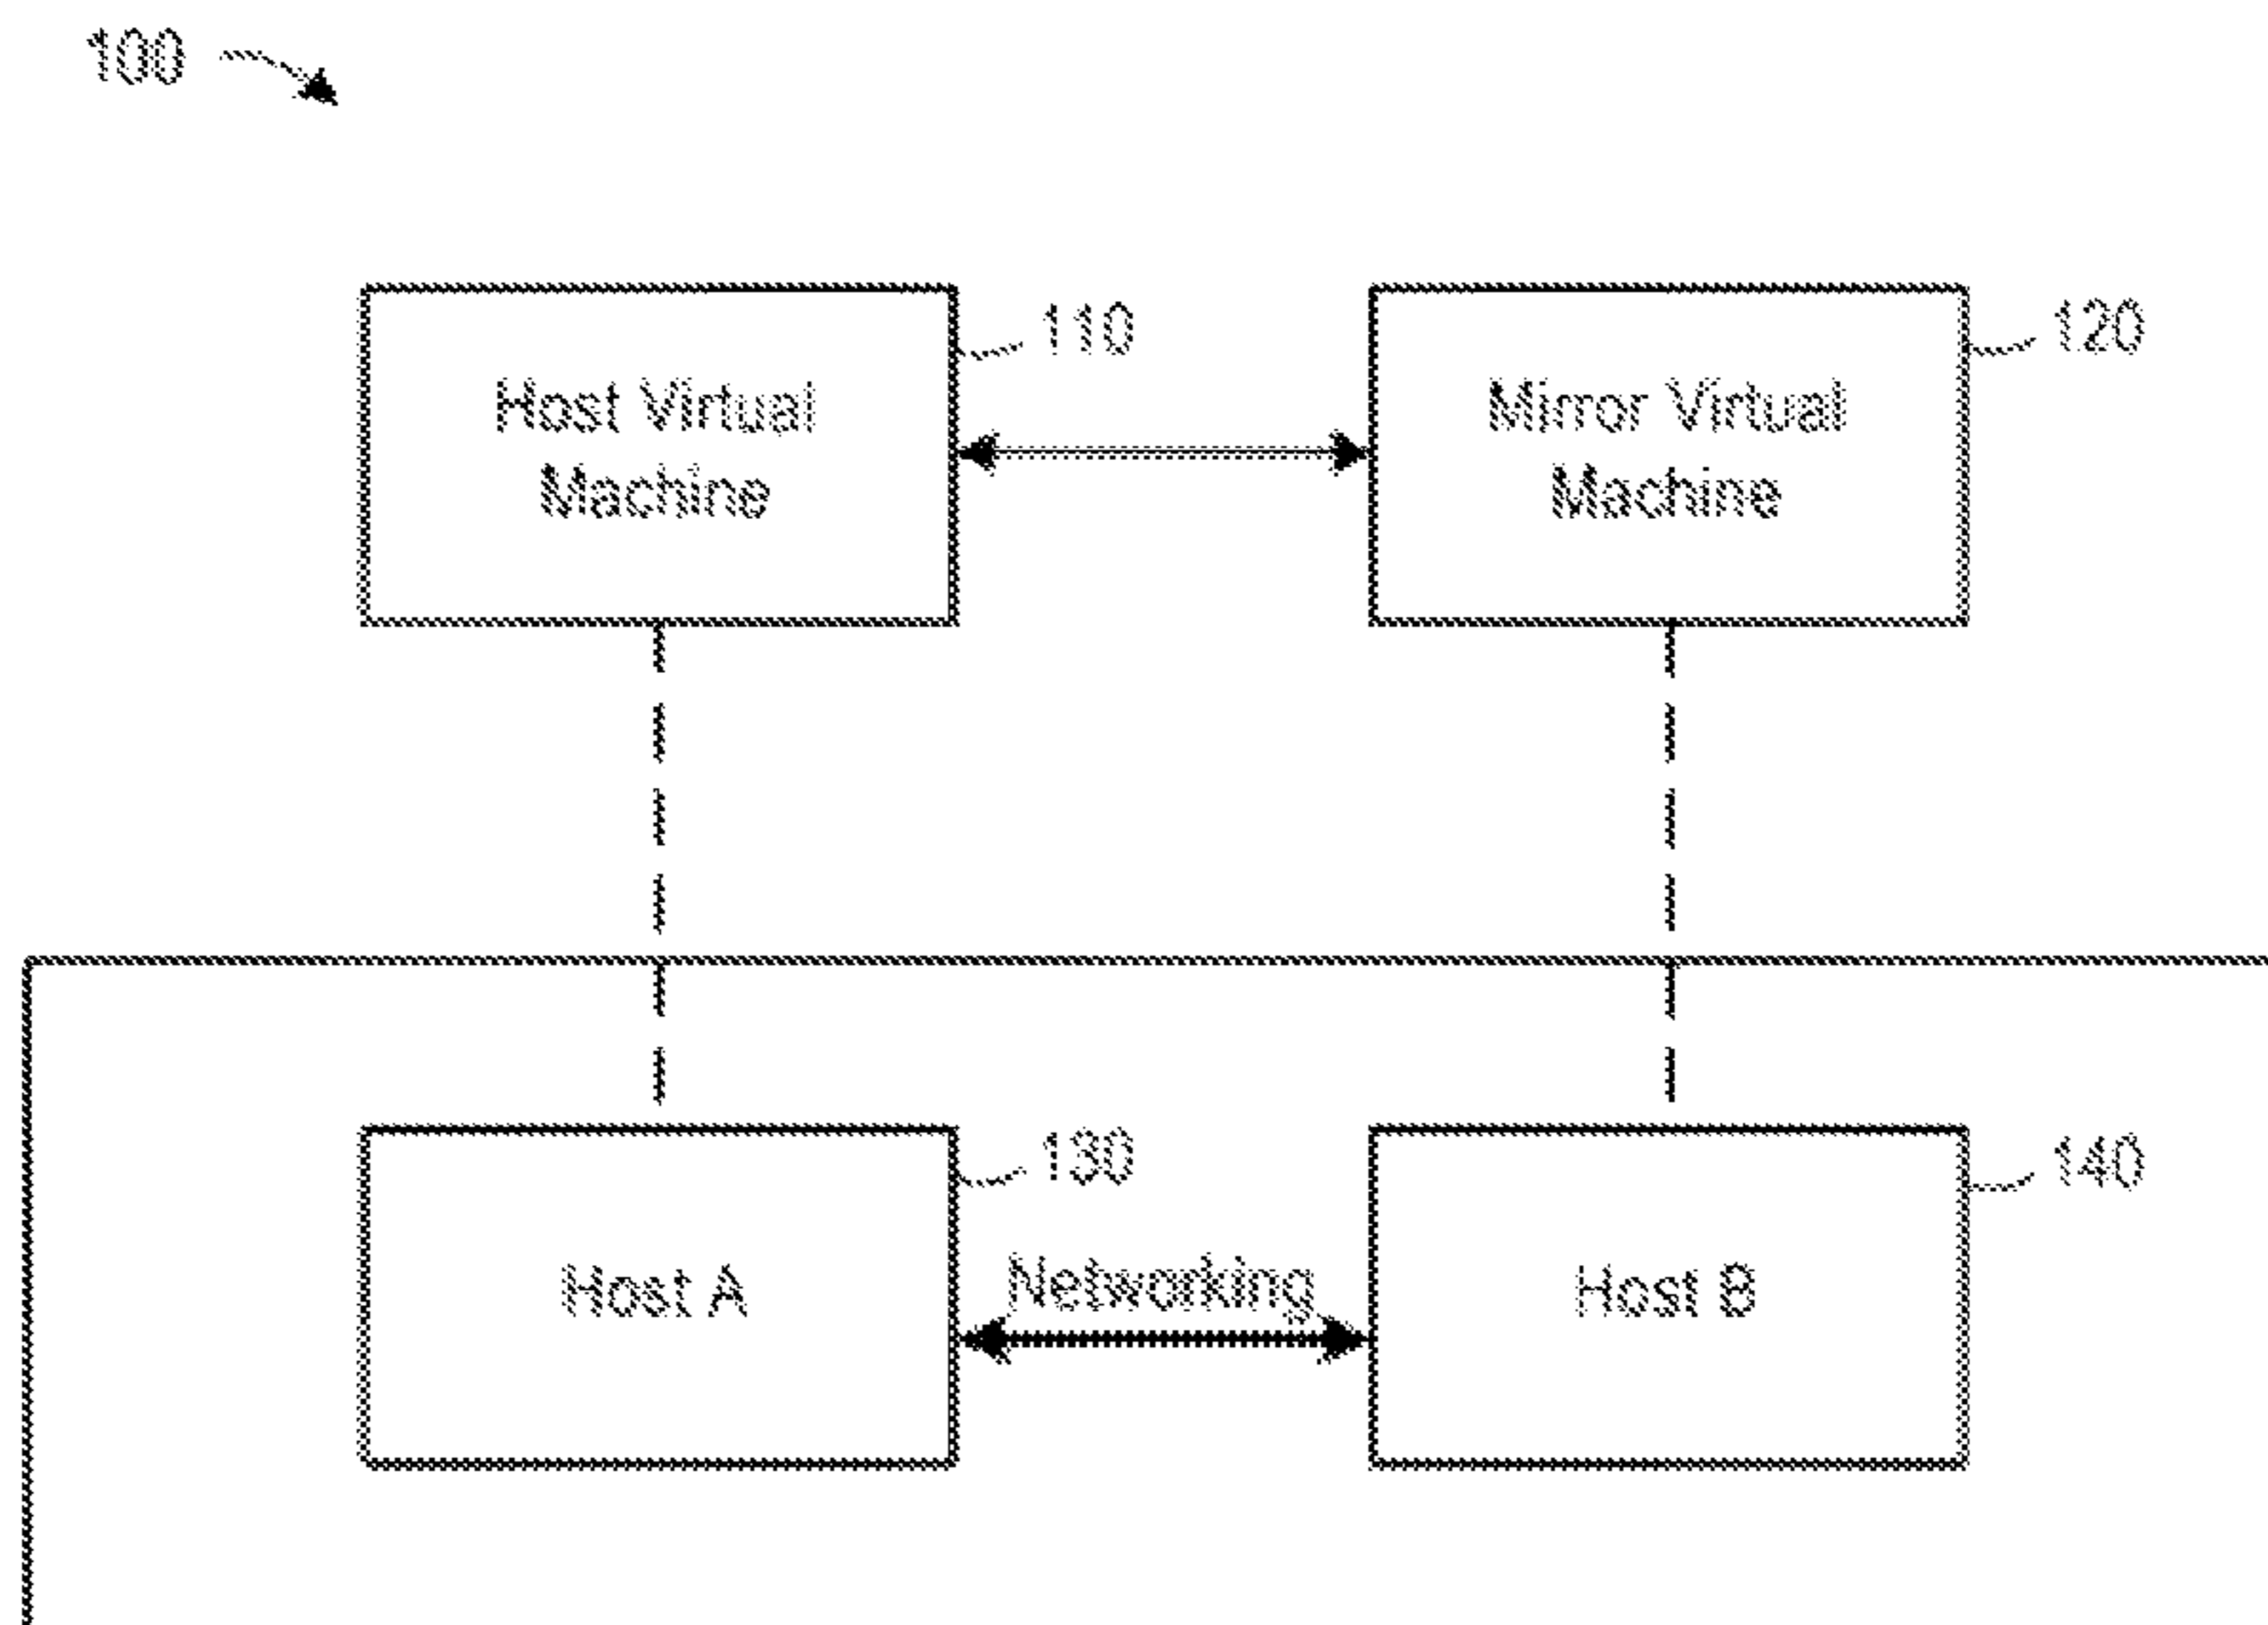 100
110
120
Host Virtual
Machine
Mirror Virtual
Machine
130
140
Host A
Networking
Host B